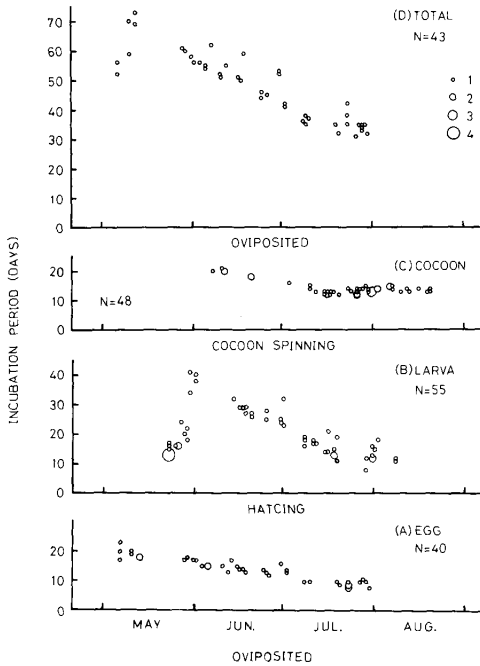 (D) TOTAL
N=43
1
2
3
4
70
60
50
40
30
20
10
0
OVIPOSITED
(C) COCOON
20
10
0
N=48
COCOON SPINNING
(B) LARVA
N=55
40
30
20
10
0
HATCING
(A) EGG
N=40
20
10
0
MAY JUN. JUL. AUG.
OVIPOSITED
INCUBATION PERIOD (DAYS)